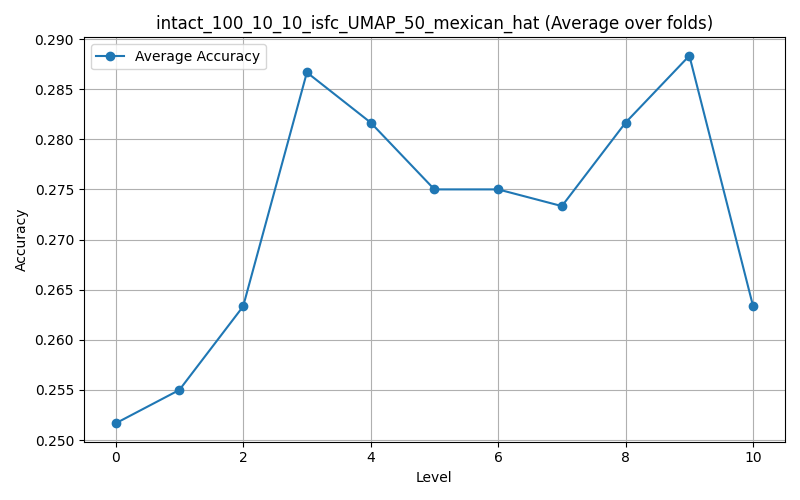 intact_100_10_10_isfc_UMAP_50_mexican_hat (Average over folds)
Average Accuracy
0.290
0.285
0.280
0.275
0.270
0.265
0.260
0.255
0.250
Accuracy
0 2 4 6 8 10
Level